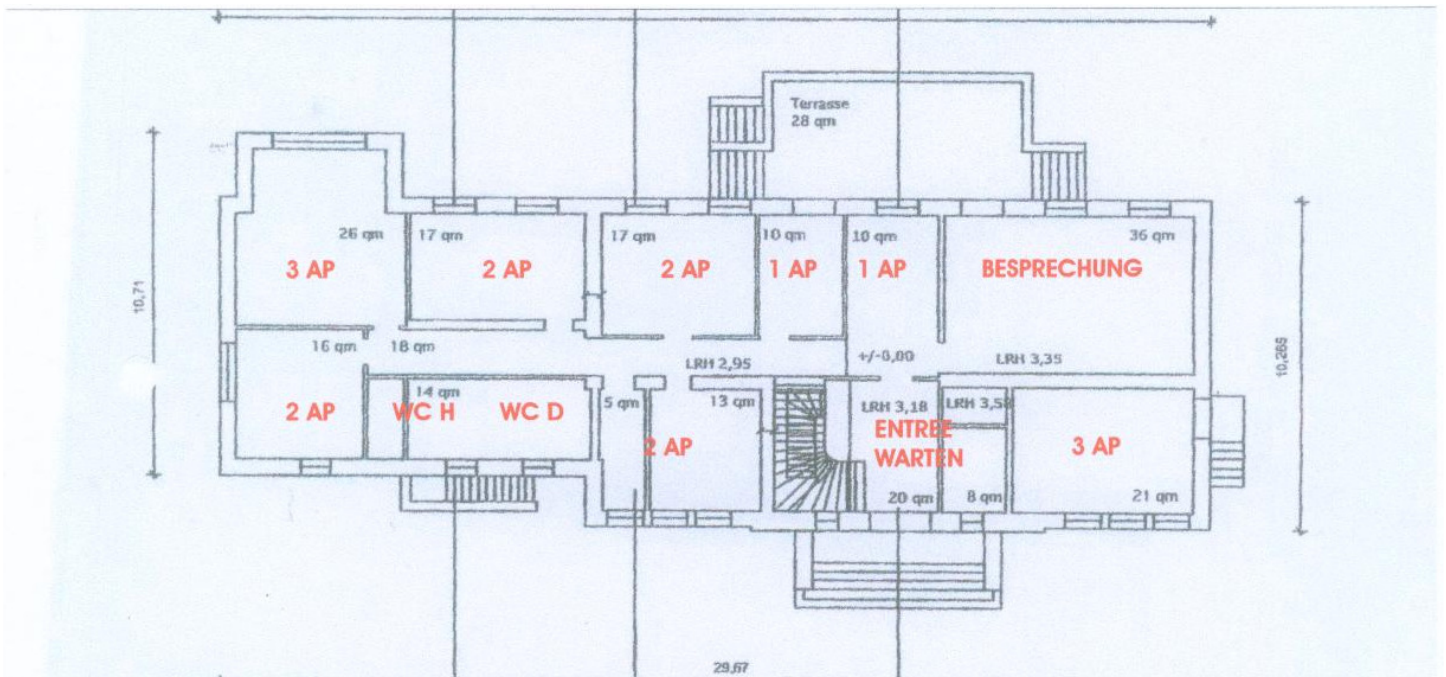 Terrasse
28 qm
26 qm
17 qm
17 qm
10 qm
10 qm
36 qm
3 AP
2 AP
2 AP
1 AP
1 AP
BESPRECHUNG
10,71
10,265
16 qm
18 qm
LRH 2,95
+/-0,00
LRH 3,35
14 qm
5 qm
13 qm
LRH 3,18
2 AP
WC H
WC D
2 AP
ENTREE
WARTEN
3 AP
20 qm
8 qm
21 qm
29,67